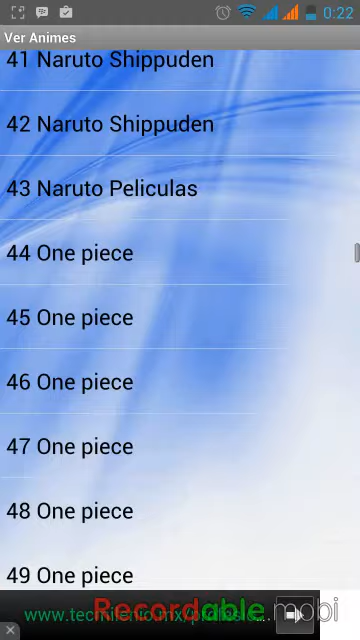 0:22
Ver Animes
41 Naruto Shippuden
42 Naruto Shippuden
43 Naruto Peliculas
44 One piece
45 One piece
46 One piece
47 One piece
48 One piece
49 One piece
Recordable.mobi